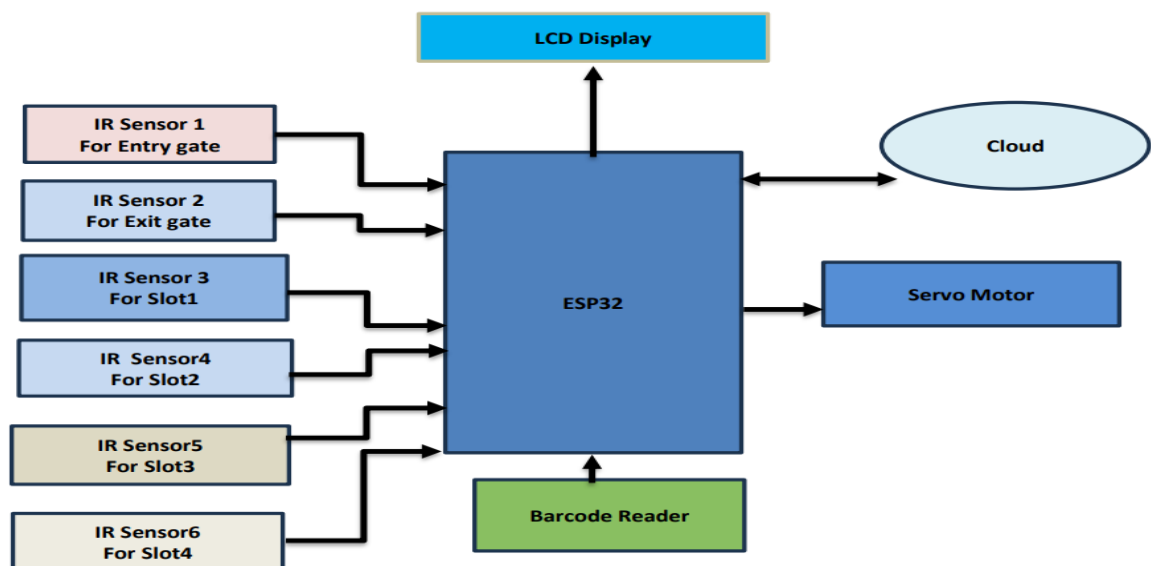 LCD Display
IR Sensor 1
For Entry gate
Cloud
IR Sensor 2
For Exit gate
IR Sensor 3
For Slot1
ESP32
Servo Motor
IR  Sensor4
For Slot2
IR Sensor5
For Slot3
Barcode Reader
IR Sensor6
For Slot4